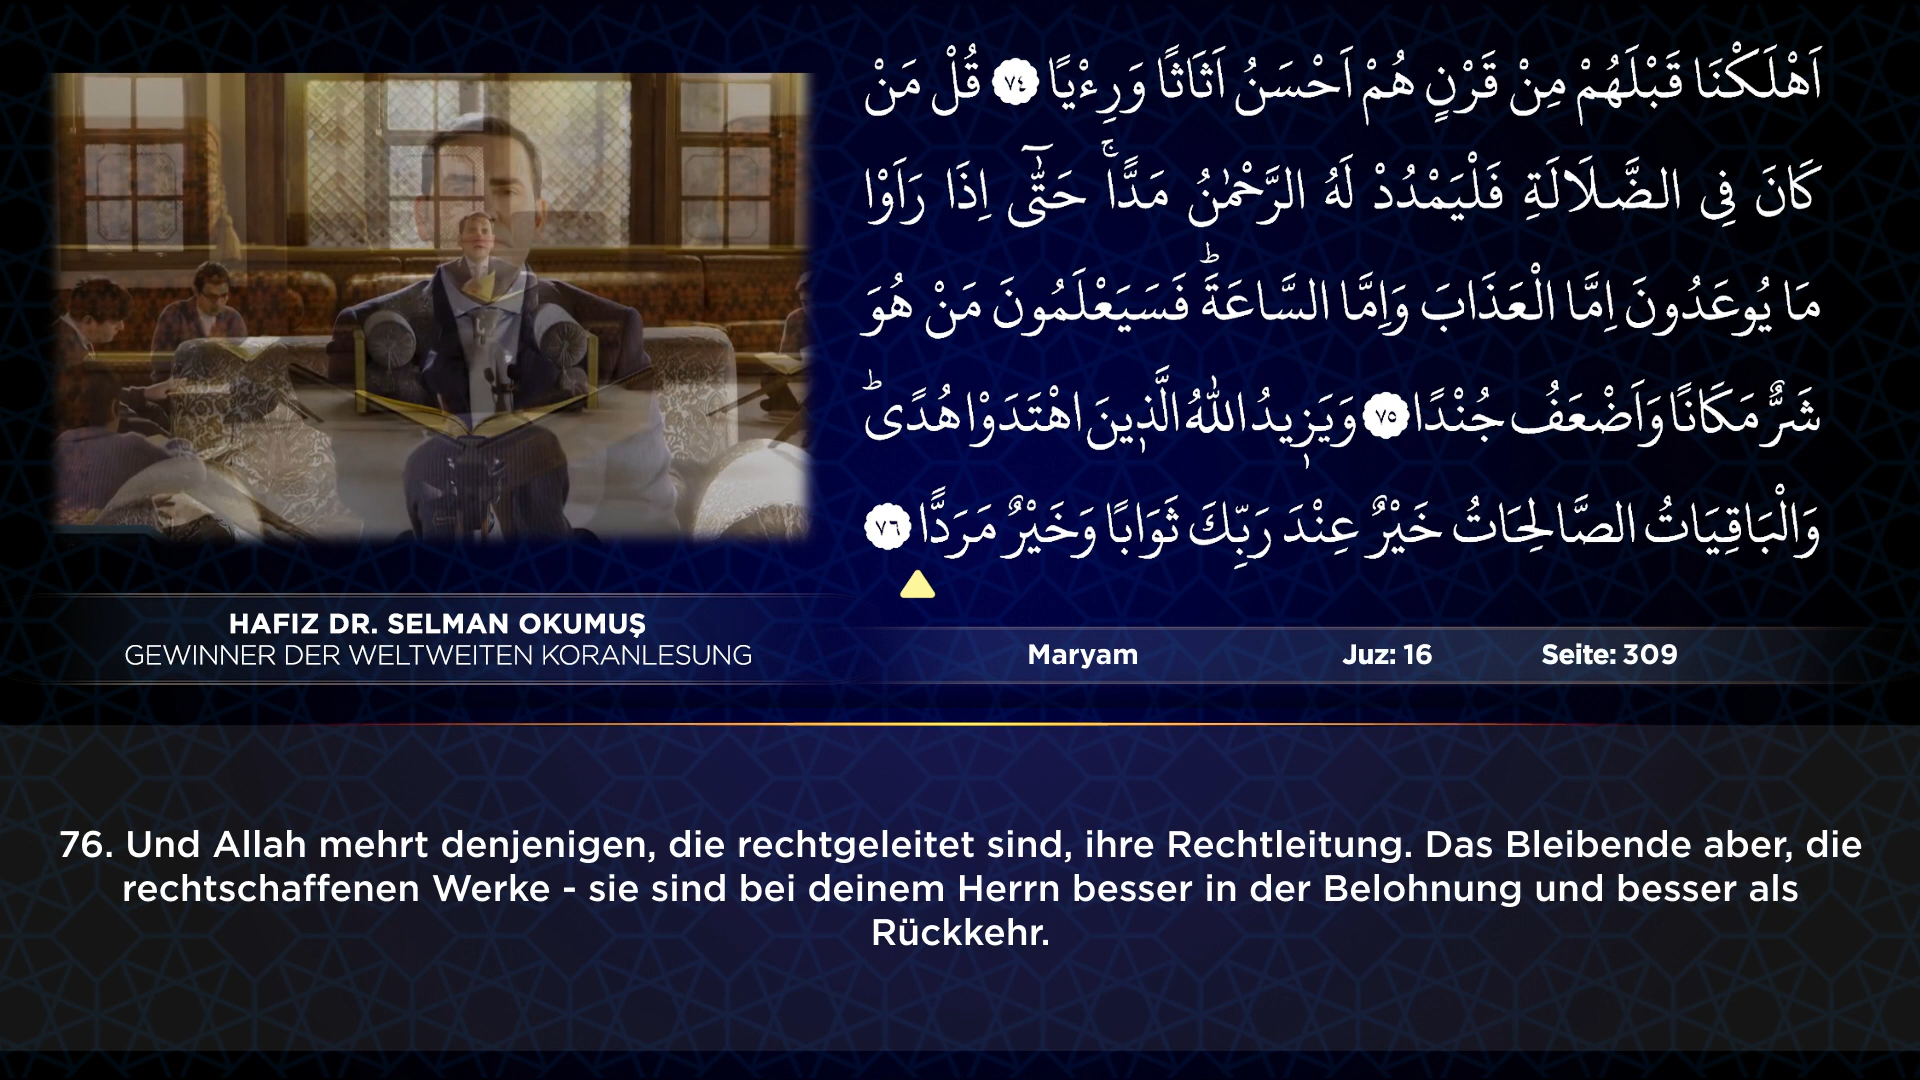 اَهْلَكْنَا قَبْلَهُمْ مِنْ قَرْنٍ هُمْ اَحْسَنُ اَثَاثًا وَرِءْيًا ٧٤ قُلْ مَنْ
كَانَ فِى الضَّلَالَةِ فَلْيَمْدُدْ لَهُ الرَّحْمٰنُ مَدًّاۚ حَتّٰٓى اِذَا رَاَوْا
مَا يُوعَدُونَ اِمَّا الْعَذَابَ وَاِمَّا السَّاعَةَؕ فَسَيَعْلَمُونَ مَنْ هُوَ
شَرٌّ مَكَانًا وَاَضْعَفُ جُنْدًا ٧٥ وَيَزٖيدُ اللّٰهُ الَّذٖينَ اهْتَدَوْا هُدًىؕ
وَالْبَاقِيَاتُ الصَّالِحَاتُ خَيْرٌ عِنْدَ رَبِّكَ ثَوَابًا وَخَيْرٌ مَرَدًّا ٧٦
HAFIZ DR. SELMAN OKUMUŞ
GEWINNER DER WELTWEITEN KORANLESUNG
Maryam Juz: 16 Seite: 309
76. Und Allah mehrt denjenigen, die rechtgeleitet sind, ihre Rechtleitung. Das Bleibende aber, die
rechtschaffenen Werke - sie sind bei deinem Herrn besser in der Belohnung und besser als
Rückkehr.